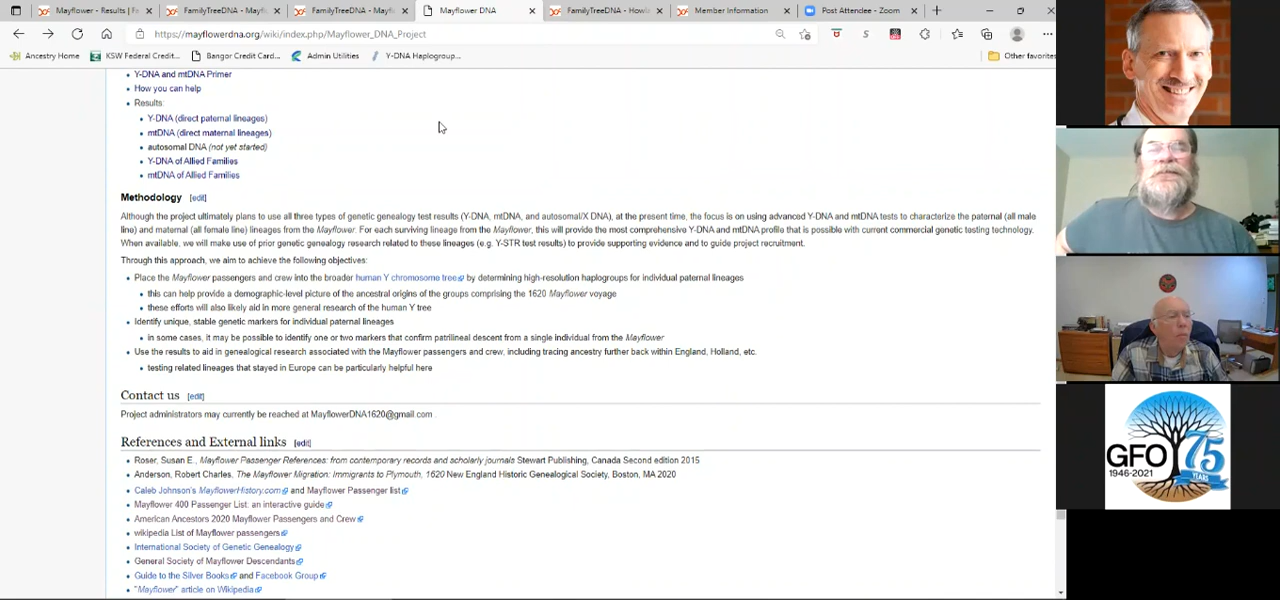 Mayflower - Results | Fa
FamilyTreeDNA - Mayfl
FamilyTreeDNA - Mayfl
Mayflower DNA
FamilyTreeDNA - Howla
Member Information
Post Attendee - Zoom
https://mayflowerdna.org/wiki/index.php/Mayflower_DNA_Project
Ancestry Home
KSW Federal Credit...
Bangor Credit Card...
Admin Utilities
Y-DNA Haplogroup...
Other favorites
Y-DNA and mtDNA Primer
How you can help
Results:
Y-DNA (direct paternal lineages)
mtDNA (direct maternal lineages)
autosomal DNA (not yet started)
Y-DNA of Allied Families
mtDNA of Allied Families
Methodology [edit]
Although the project ultimately plans to use all three types of genetic genealogy test results (Y-DNA, mtDNA, and autosomal/X DNA), at the present time, the focus is on using advanced Y-DNA and mtDNA tests to characterize the paternal (all male
line) and maternal (all female line) lineages from the Mayflower. For each surviving lineage from the Mayflower, this will provide the most comprehensive Y-DNA and mtDNA profile that is possible with current commercial genetic testing technology.
When available, we will make use of prior genetic genealogy research related to these lineages (e.g. Y-STR test results) to provide supporting evidence and to guide project recruitment.
Through this approach, we aim to achieve the following objectives:
Place the Mayflower passengers and crew into the broader human Y chromosome tree by determining high-resolution haplogroups for individual paternal lineages
this can help provide a demographic-level picture of the ancestral origins of the groups comprising the 1620 Mayflower voyage
these efforts will also likely aid in more general research of the human Y tree
Identify unique, stable genetic markers for individual paternal lineages
in some cases, it may be possible to identify one or two markers that confirm patrilineal descent from a single individual from the Mayflower
Use the results to aid in genealogical research associated with the Mayflower passengers and crew, including tracing ancestry further back within England, Holland, etc.
testing related lineages that stayed in Europe can be particularly helpful here
Contact us [edit]
Project administrators may currently be reached at MayflowerDNA1620@gmail.com .
References and External links [edit]
Roser, Susan E., Mayflower Passenger References: from contemporary records and scholarly journals Stewart Publishing, Canada Second edition 2015
Anderson, Robert Charles, The Mayflower Migration: Immigrants to Plymouth, 1620 New England Historic Genealogical Society, Boston, MA 2020
Caleb Johnson's MayflowerHistory.com and Mayflower Passenger list
Mayflower 400 Passenger List: an interactive guide
American Ancestors 2020 Mayflower Passengers and Crew
wikipedia List of Mayflower passengers
International Society of Genetic Genealogy
General Society of Mayflower Descendants
Guide to the Silver Books and Facebook Group
"Mayflower" article on Wikipedia
GFO 75
1946-2021 YEARS